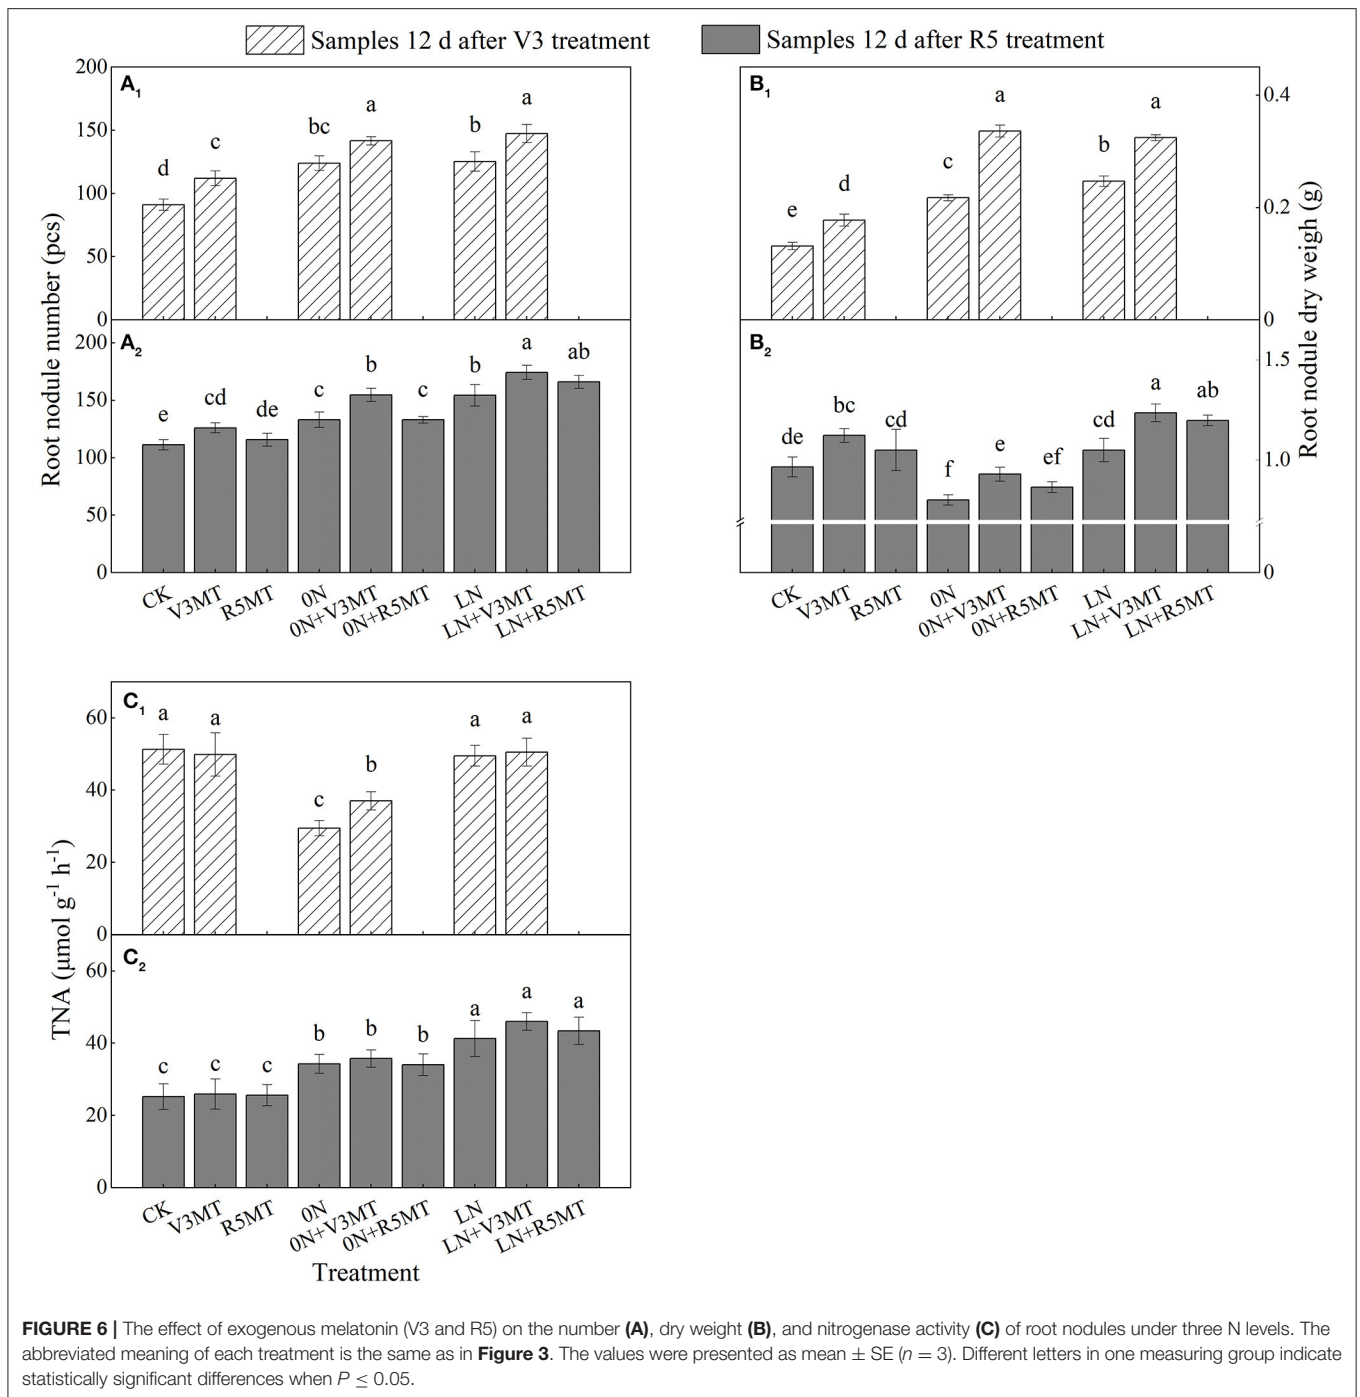 Samples 12 d after V3 treatment
Samples 12 d after R5 treatment
A1
200
150
100
50
0
d
c
bc
a
b
a
A2
200
150
100
50
0
e
cd
de
c
b
c
b
a
ab
Root nodule number (pcs)
CK
V3MT
R5MT
0N
0N+V3MT
0N+R5MT
LN
LN+V3MT
LN+R5MT
B1
0.4
0.2
0
e
d
c
a
b
a
B2
1.5
1.0
0
de
bc
cd
f
e
ef
cd
a
ab
Root nodule dry weigh (g)
CK
V3MT
R5MT
0N
0N+V3MT
0N+R5MT
LN
LN+V3MT
LN+R5MT
C1
60
40
20
0
a
a
c
b
a
a
C2
60
40
20
0
c
c
c
b
b
b
a
a
a
TNA (μmol g-1 h-1)
CK
V3MT
R5MT
0N
0N+V3MT
0N+R5MT
LN
LN+V3MT
LN+R5MT
Treatment
FIGURE 6 | The effect of exogenous melatonin (V3 and R5) on the number (A), dry weight (B), and nitrogenase activity (C) of root nodules under three N levels. The
abbreviated meaning of each treatment is the same as in Figure 3. The values were presented as mean ± SE (n = 3). Different letters in one measuring group indicate
statistically significant differences when P ≤ 0.05.